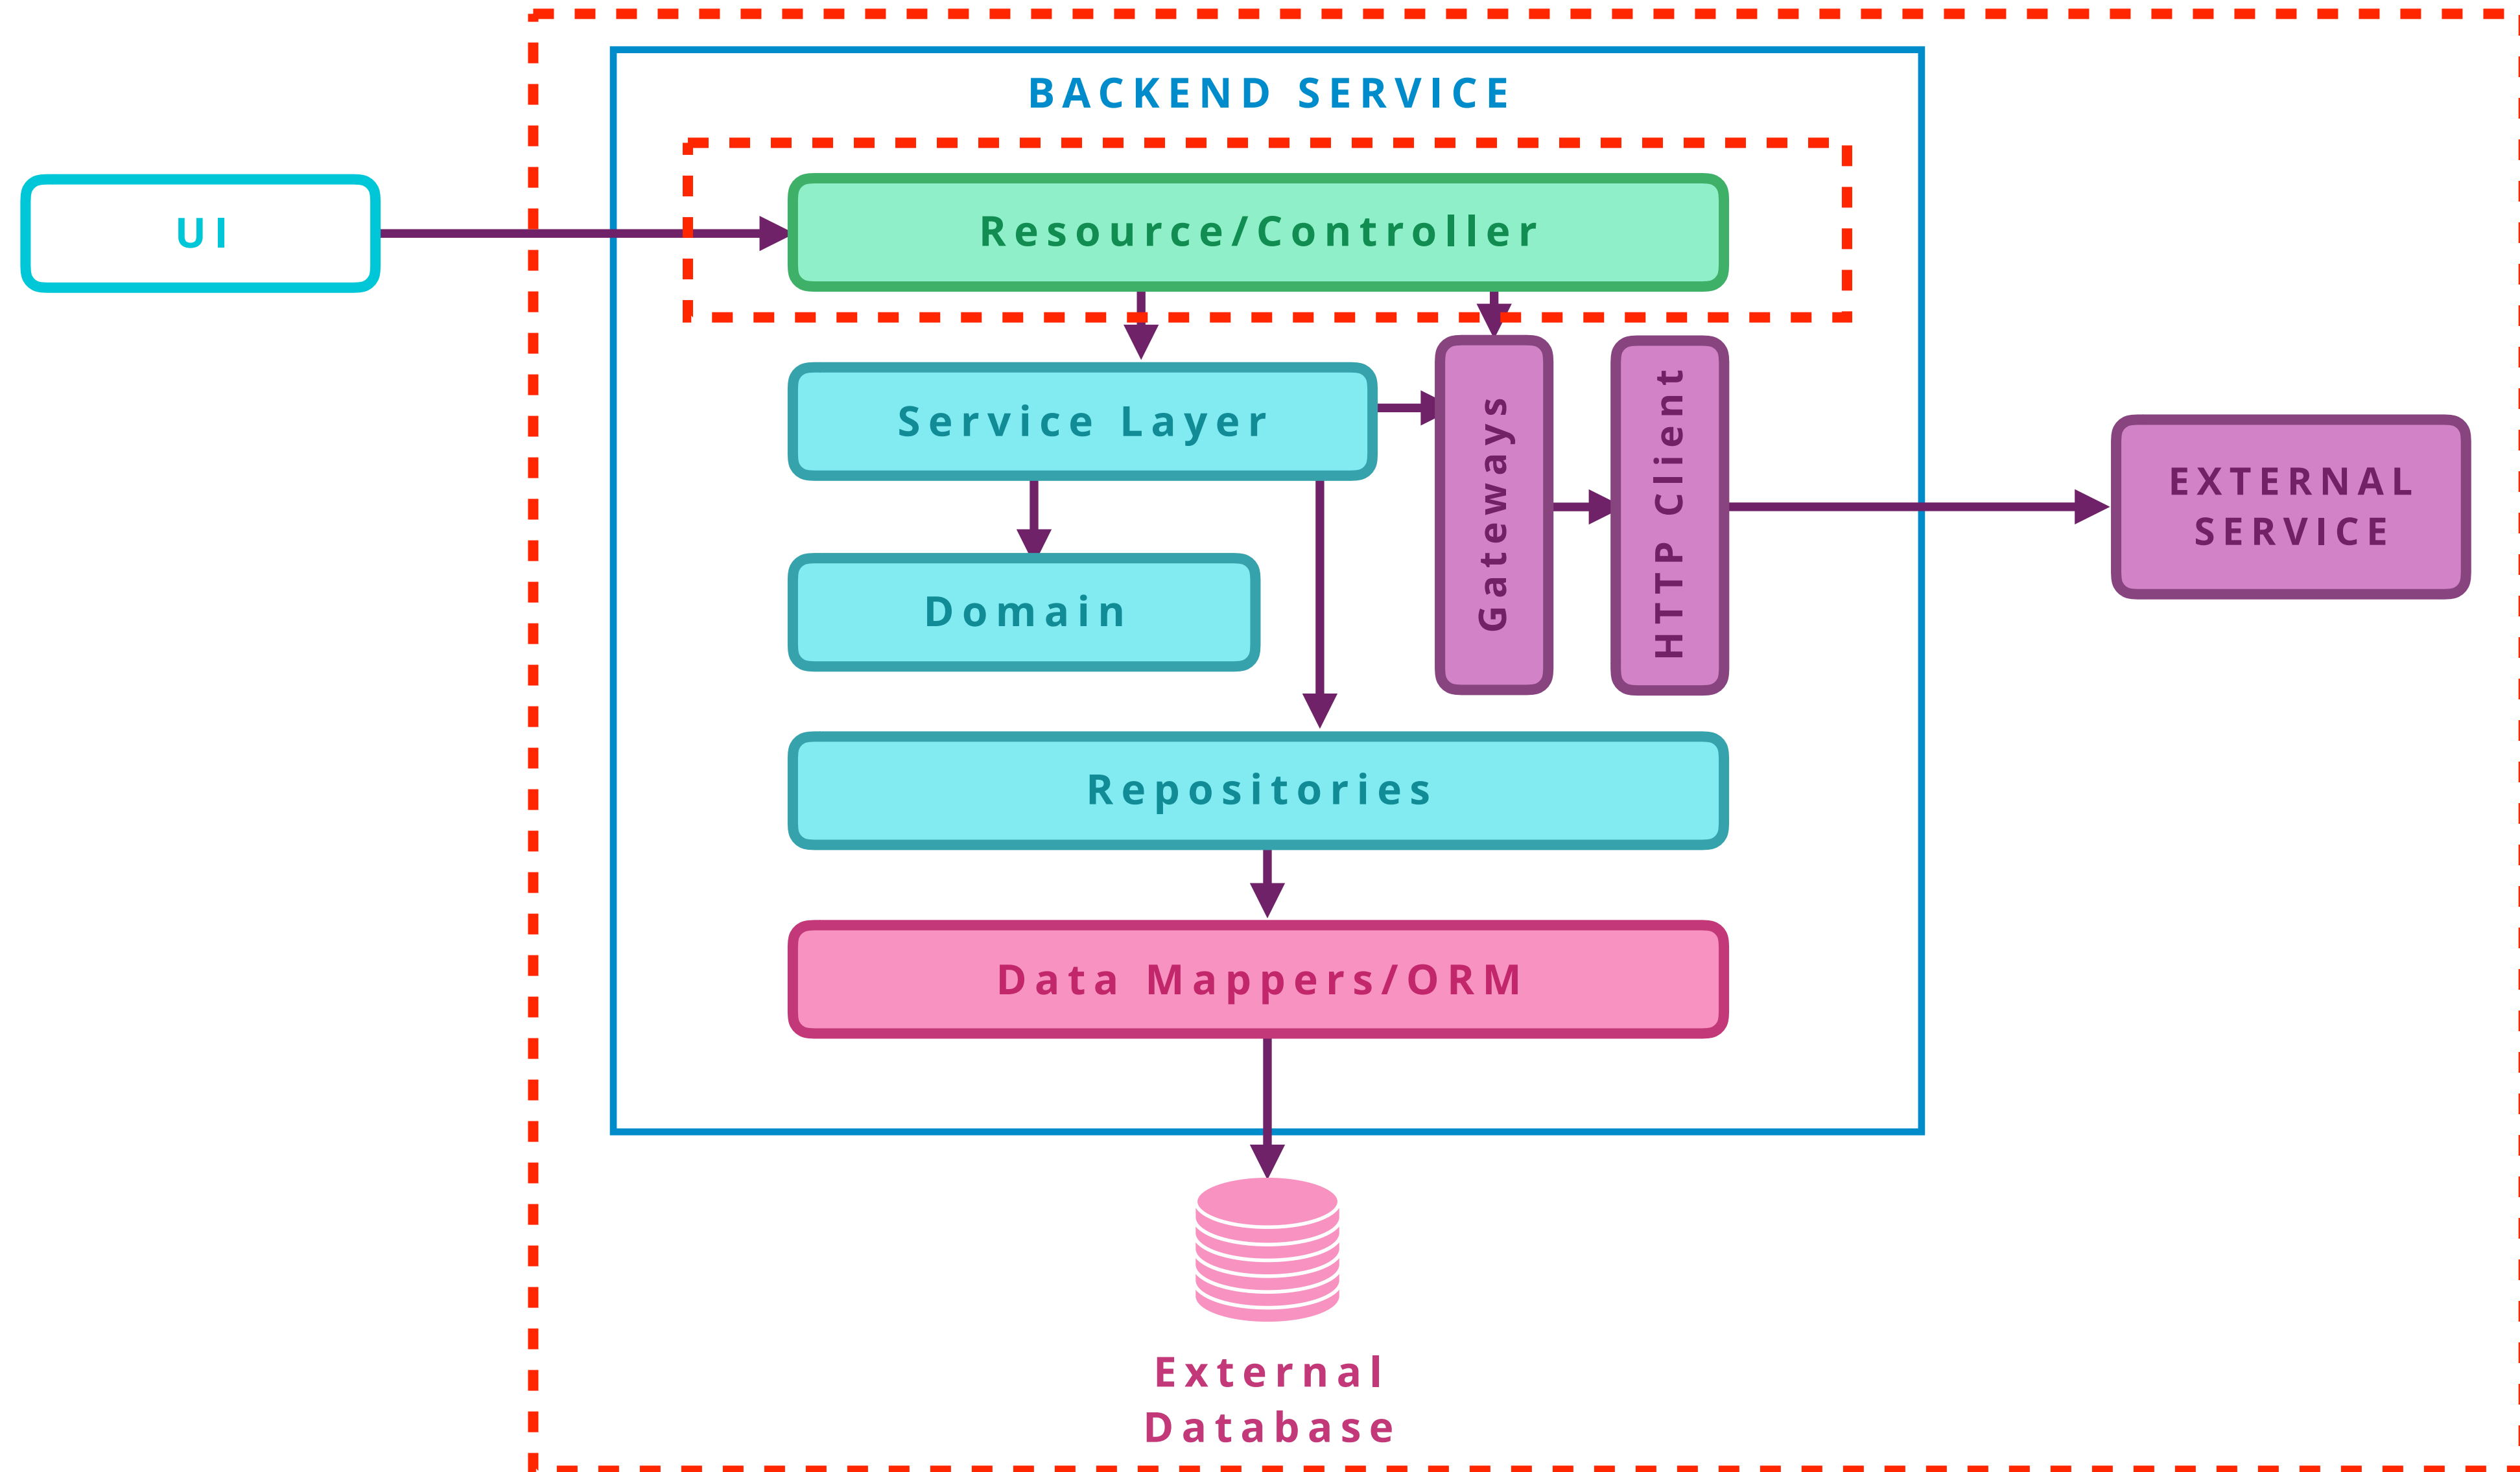 BACKEND SERVICE
UI
Resource/Controller
Service Layer
Gateways
HTTP Client
EXTERNAL
SERVICE
Domain
Repositories
Data Mappers/ORM
External
Database